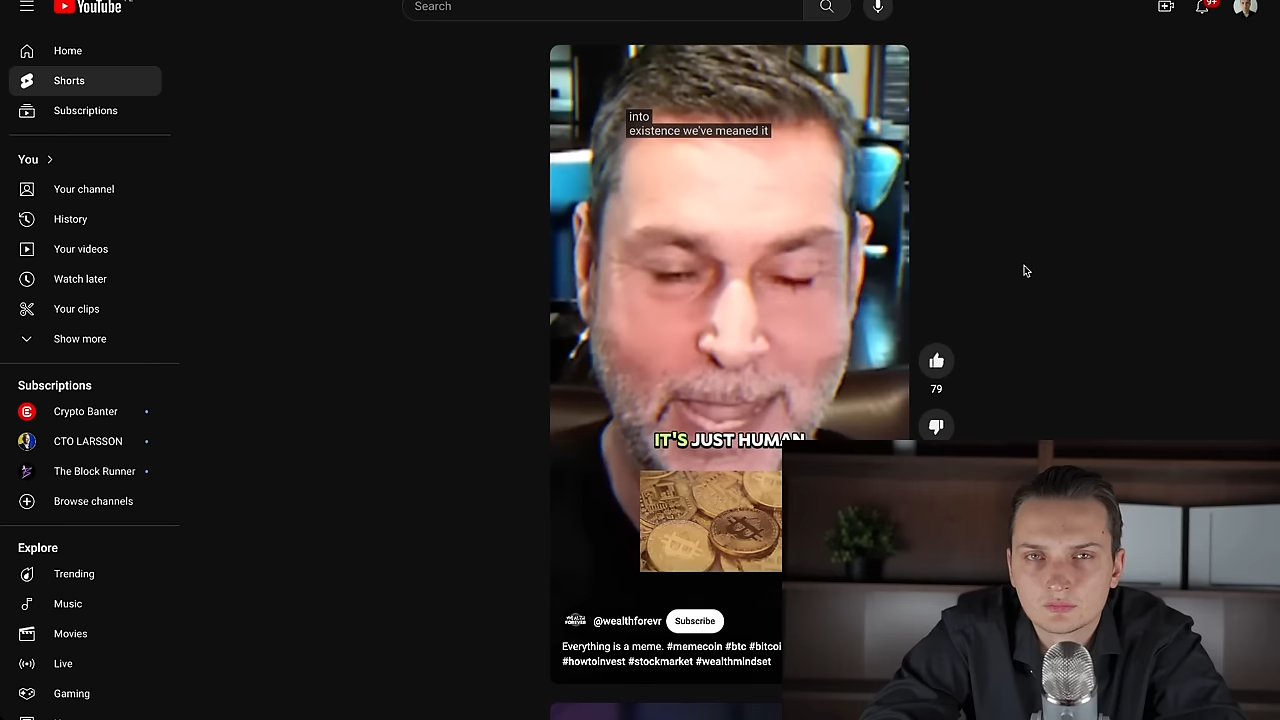 YouTube
Search
9+
Home
Shorts
Subscriptions
You
Your channel
History
Your videos
Watch later
Your clips
Show more
Subscriptions
Crypto Banter
CTO LARSSON
The Block Runner
Browse channels
Explore
Trending
Music
Movies
Live
Gaming
into
existence we've meaned it
IT'S JUST HUMAN
79
@wealthforevr
Subscribe
Everything is a meme. #memecoin #btc #bitcoi
#howtoinvest #stockmarket #wealthmindset